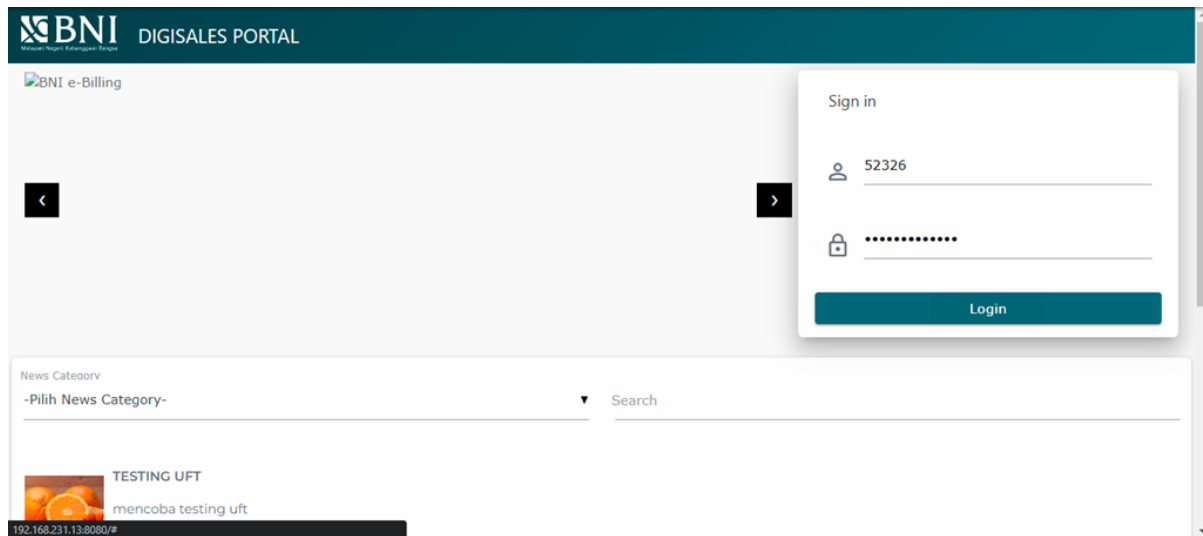 BNI
Melayani Negeri, Kebanggaan Bangsa
DIGISALES PORTAL
BNI e-Billing
Sign in
52326
•••••••••••••
Login
News Category
-Pilih News Category-
Search
TESTING UFT
mencoba testing uft
192.168.231.13:8080/#